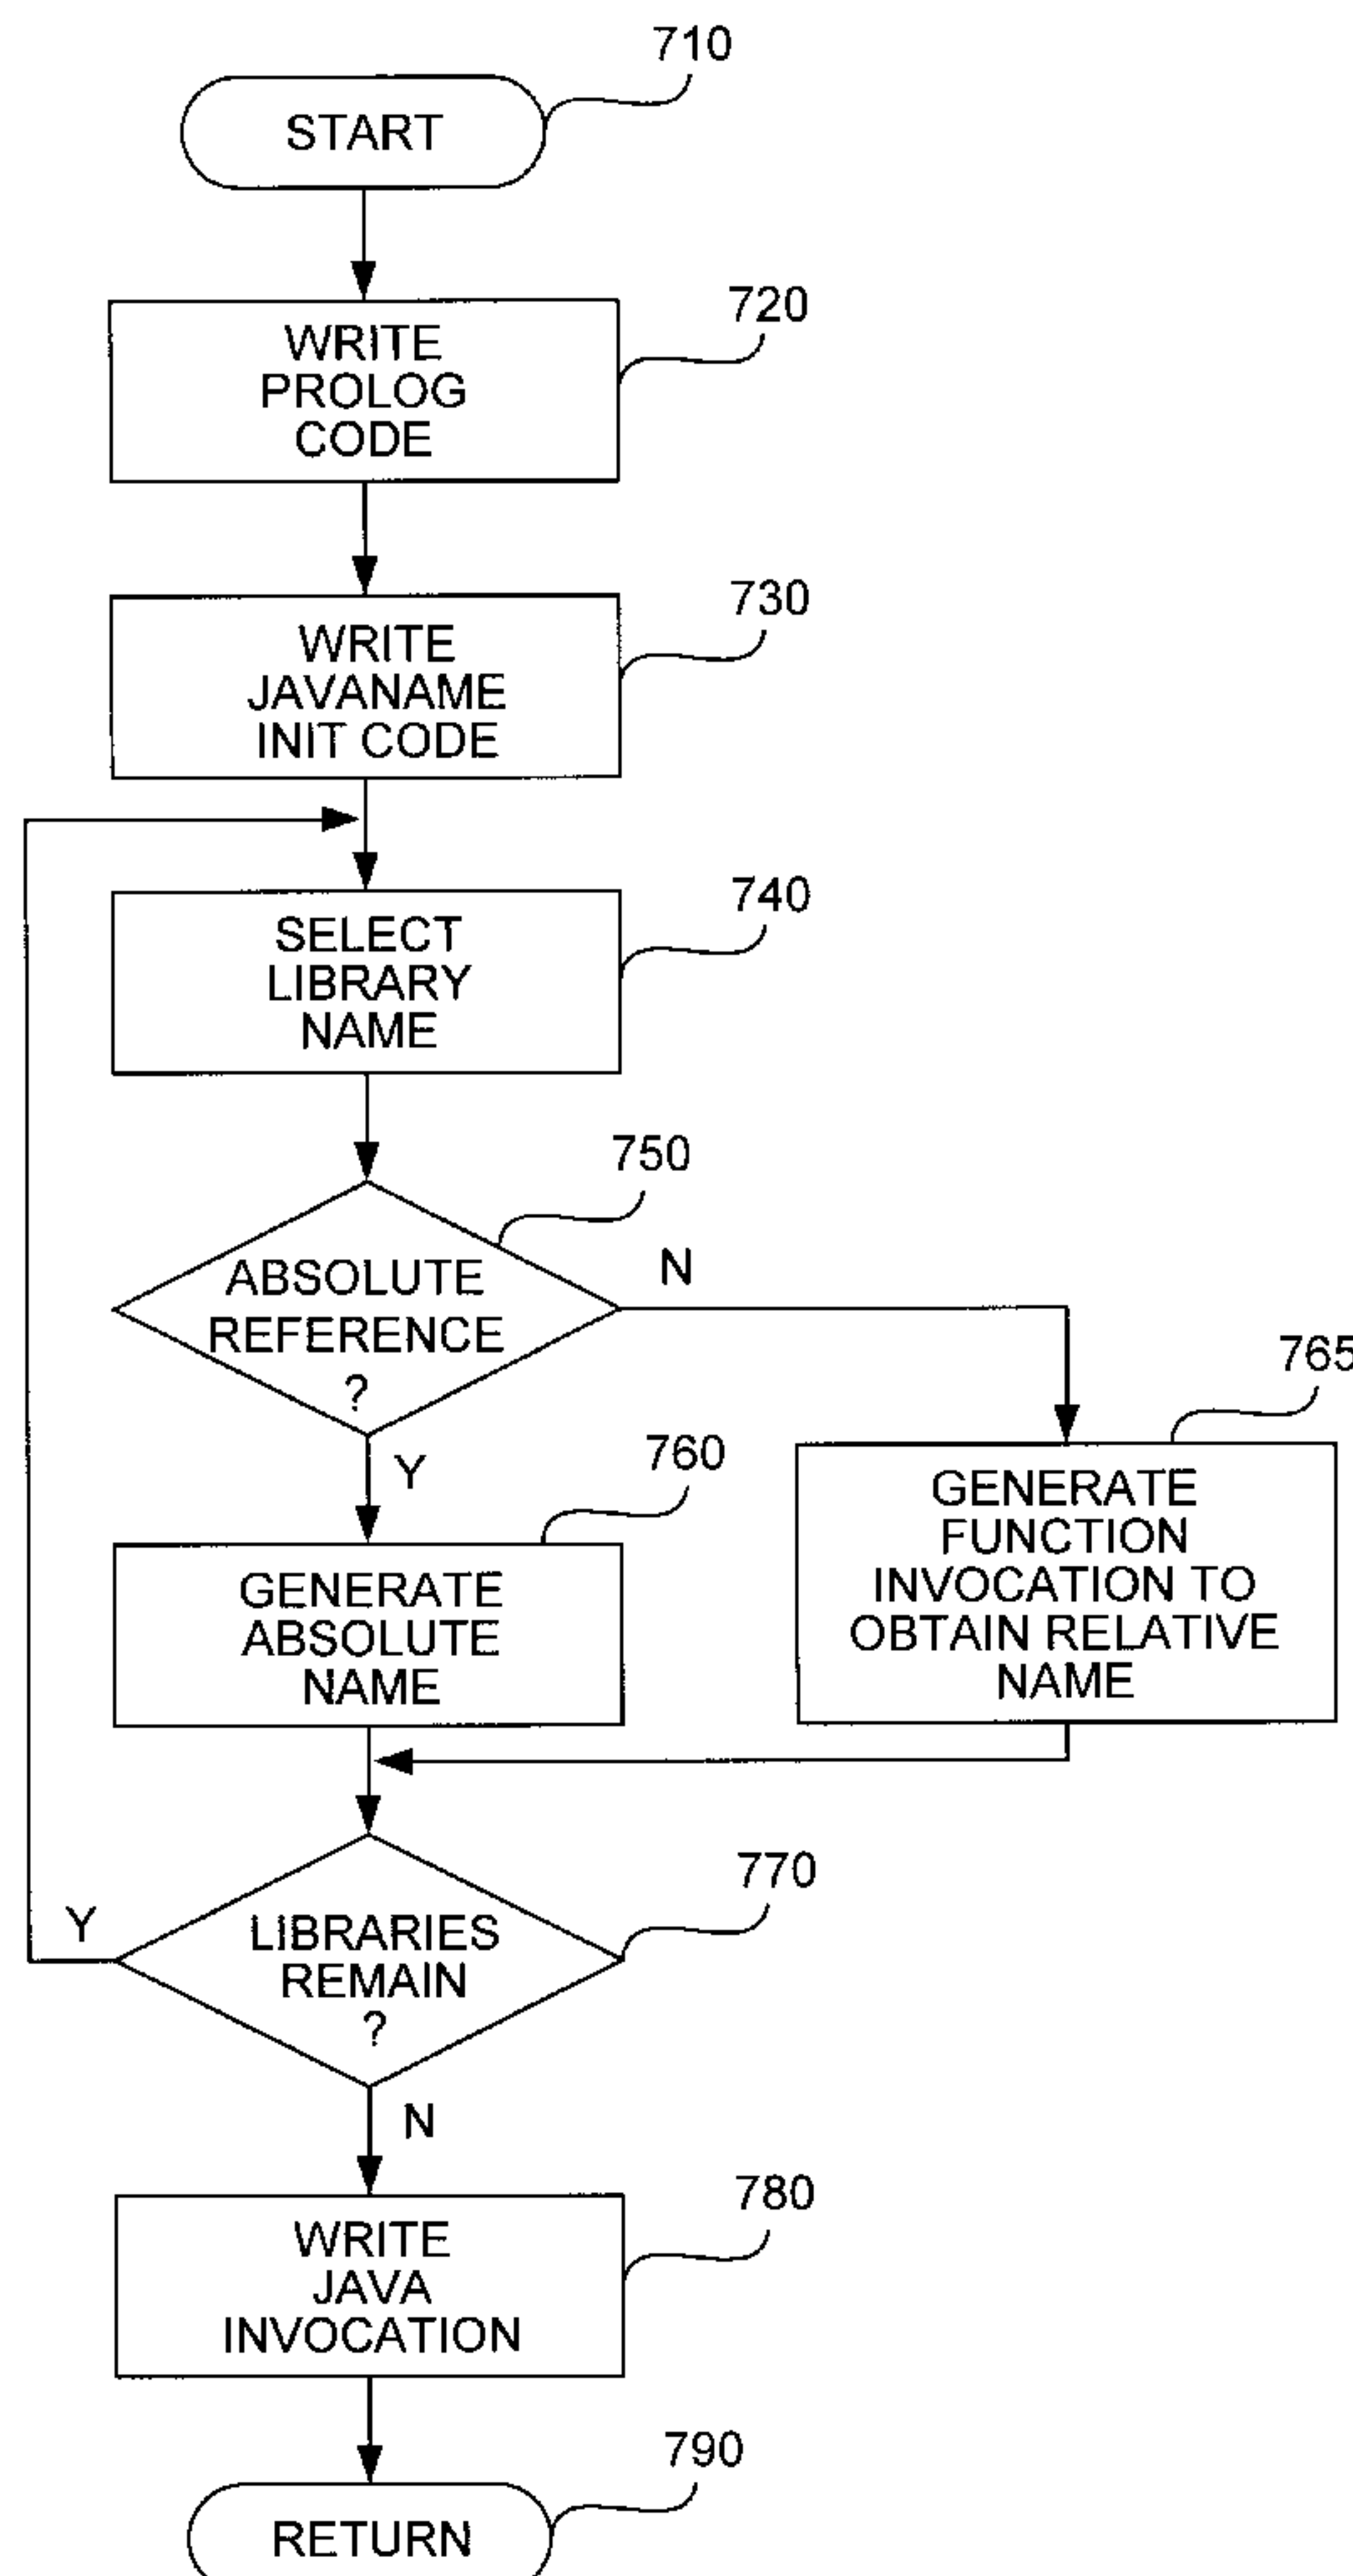 710
START
720
WRITE
PROLOG
CODE
730
WRITE
JAVANAME
INIT CODE
740
SELECT
LIBRARY
NAME
750
ABSOLUTE
REFERENCE
?
N
Y
765
GENERATE
FUNCTION
INVOCATION TO
OBTAIN RELATIVE
NAME
760
GENERATE
ABSOLUTE
NAME
770
LIBRARIES
REMAIN
?
Y
N
780
WRITE
JAVA
INVOCATION
790
RETURN